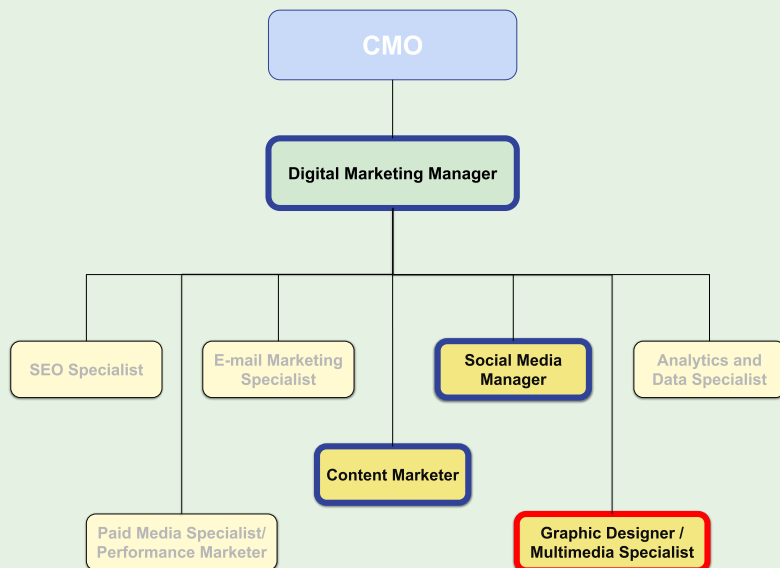 CMO
Digital Marketing Manager
SEO Specialist
E-mail Marketing
Specialist
Social Media
Manager
Analytics and
Data Specialist
Content Marketer
Paid Media Specialist/
Performance Marketer
Graphic Designer /
Multimedia Specialist